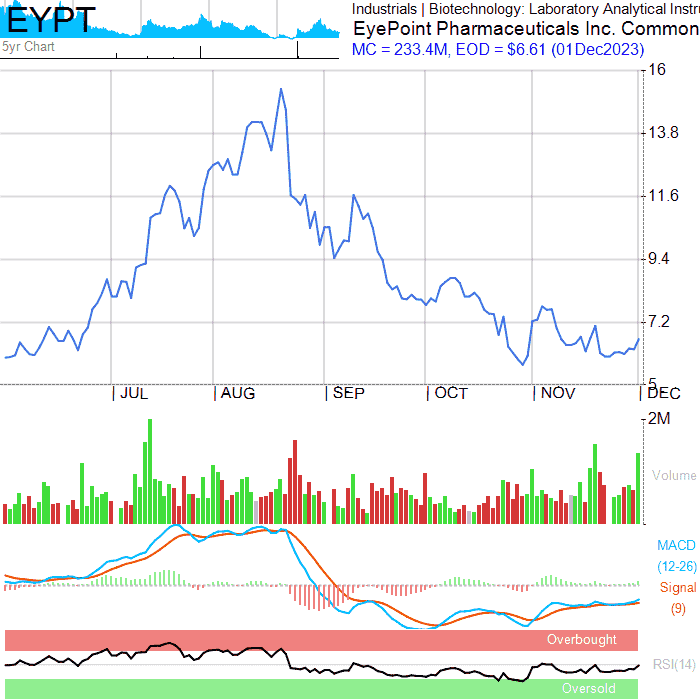 EYPT
5yr Chart
Industrials | Biotechnology: Laboratory Analytical Instru
EyePoint Pharmaceuticals Inc. Common
MC = 233.4M, EOD = $6.61 (01Dec2023)
16
13.8
11.6
9.4
7.2
5
JUL AUG SEP OCT NOV DEC
2M
Volume
MACD
(12-26)
Signal
(9)
Overbought
RSI(14)
Oversold